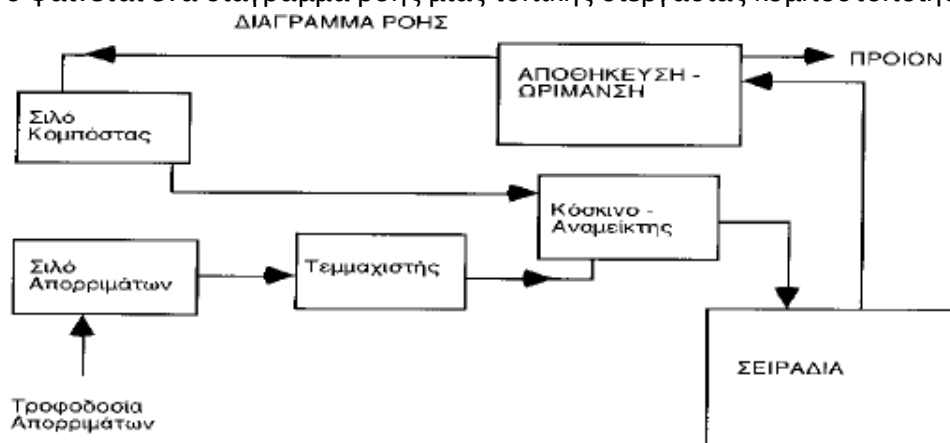 ΔΙΑΓΡΑΜΜΑ ΡΟΗΣ
ΑΠΟΘΗΚΕΥΣΗ -
ΩΡΙΜΑΝΣΗ
ΠΡΟΙΟΝ
Σιλό
Κομπόστας
Κόσκινο -
Αναμείκτης
Σιλό
Απορριμάτων
Τεμμαχιστής
ΣΕΙΡΑΔΙΑ
Τροφοδοσία
Απορριμάτων